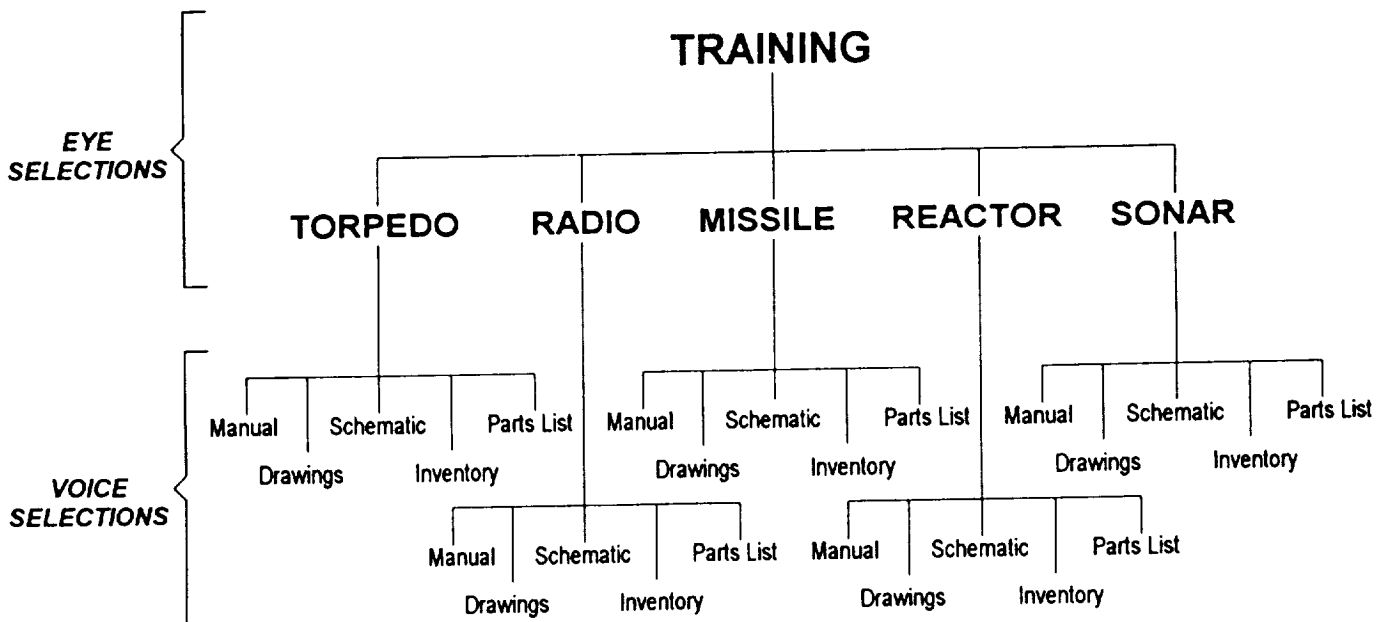 TRAINING
EYE
SELECTIONS
TORPEDO RADIO MISSILE REACTOR SONAR
Manual Schematic Parts List Manual Schematic Parts List Manual Schematic Parts List
Drawings Inventory Drawings Inventory Drawings Inventory
VOICE
SELECTIONS
Manual Schematic Parts List Manual Schematic Parts List
Drawings Inventory Drawings Inventory